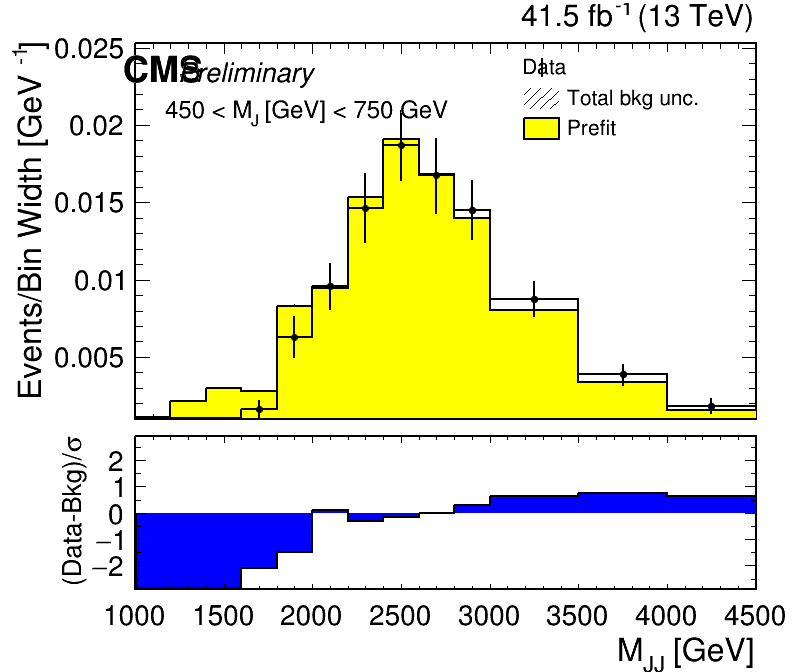 41.5 fb⁻¹ (13 TeV)
Events/Bin Width [GeV⁻¹]
0.025
0.02
0.015
0.01
0.005
CMS Preliminary
450 < M_J [GeV] < 750 GeV
Data
Total bkg unc.
Prefit
(Data-Bkg)/σ
2
1
0
−1
−2
1000 1500 2000 2500 3000 3500 4000 4500
M_JJ [GeV]